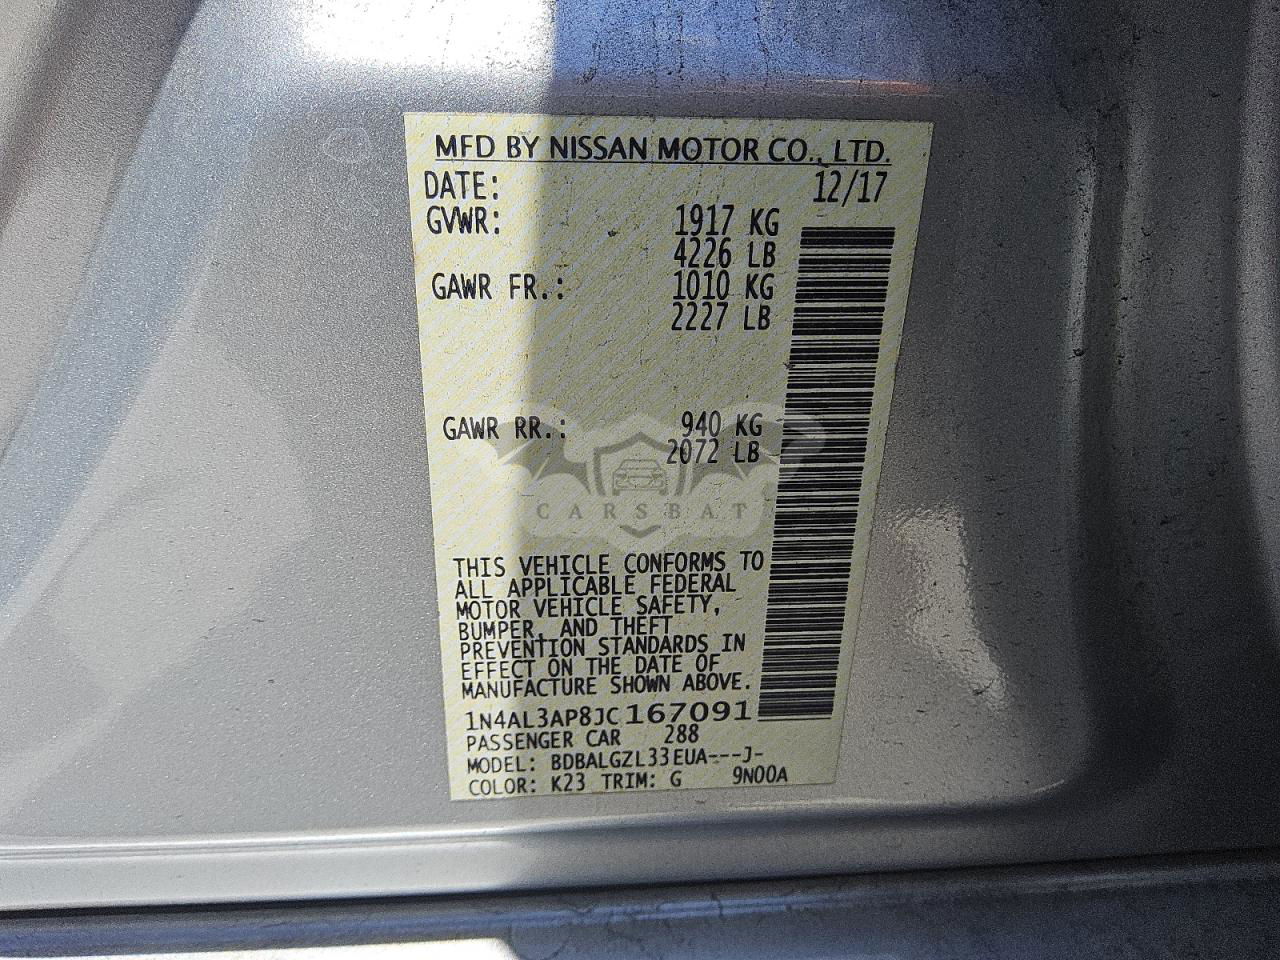 MFD BY NISSAN MOTOR CO., LTD.
DATE: 12/17
GVWR: 1917 KG
4226 LB
GAWR FR.: 1010 KG
2227 LB
GAWR RR.: 940 KG
2072 LB
CARSBAT
THIS VEHICLE CONFORMS TO
ALL APPLICABLE FEDERAL
MOTOR VEHICLE SAFETY,
BUMPER, AND THEFT
PREVENTION STANDARDS IN
EFFECT ON THE DATE OF
MANUFACTURE SHOWN ABOVE.
1N4AL3AP8JC167091
PASSENGER CAR 288
MODEL: BDBALGZL33EUA---J-
COLOR: K23 TRIM: G 9N00A